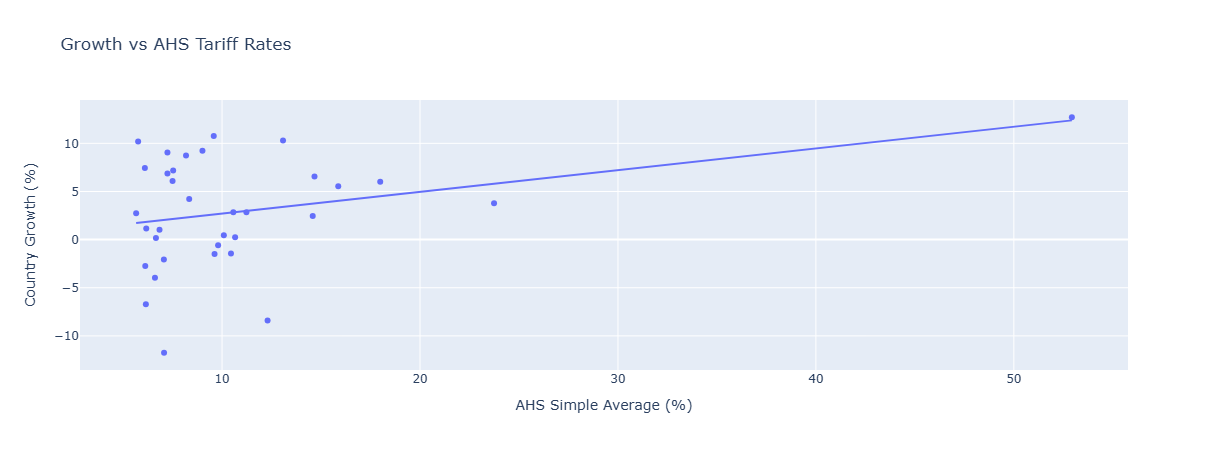 Growth vs AHS Tariff Rates
10
5
0
−5
−10
Country Growth (%)
10 20 30 40 50
AHS Simple Average (%)